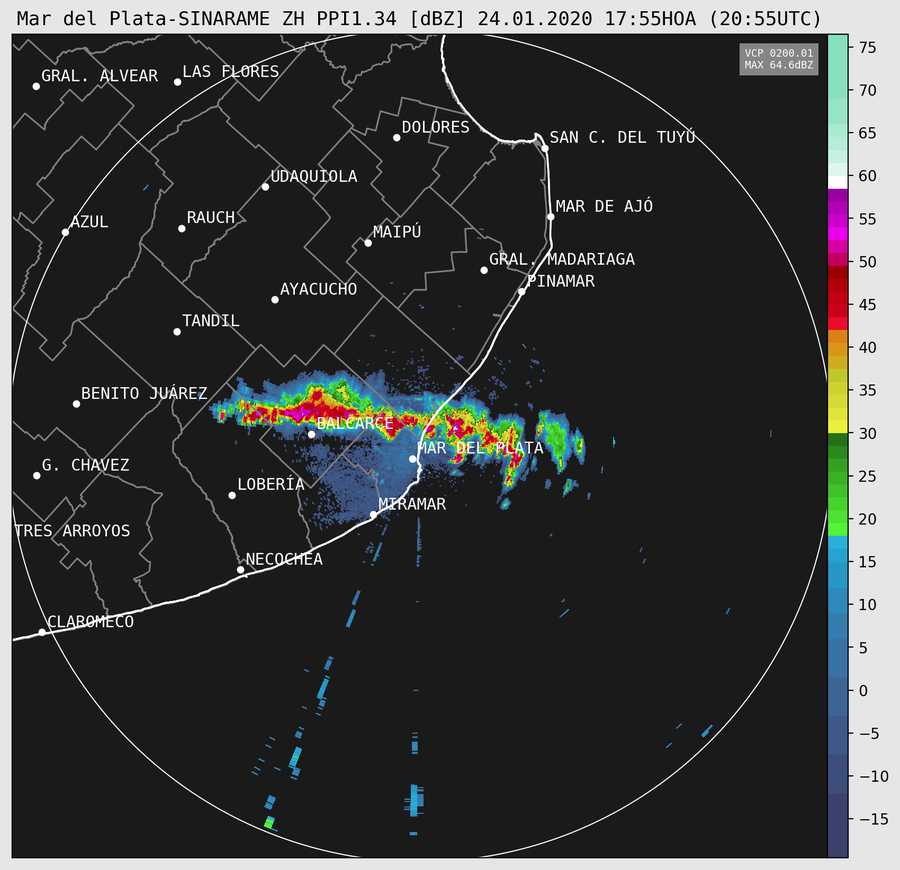 Mar del Plata-SINARAME ZH PPI1.34 [dBZ] 24.01.2020 17:55HOA (20:55UTC)
VCP 0200.01
MAX 64.6dBZ
GRAL. ALVEAR
LAS FLORES
DOLORES
SAN C. DEL TUYÚ
UDAQUIOLA
MAR DE AJÓ
AZUL
RAUCH
MAIPÚ
GRAL. MADARIAGA
PINAMAR
AYACUCHO
TANDIL
BENITO JUÁREZ
BALCARCE
MAR DEL PLATA
G. CHAVEZ
LOBERÍA
MIRAMAR
TRES ARROYOS
NECOCHEA
CLAROMECO
75
70
65
60
55
50
45
40
35
30
25
20
15
10
5
0
−5
−10
−15